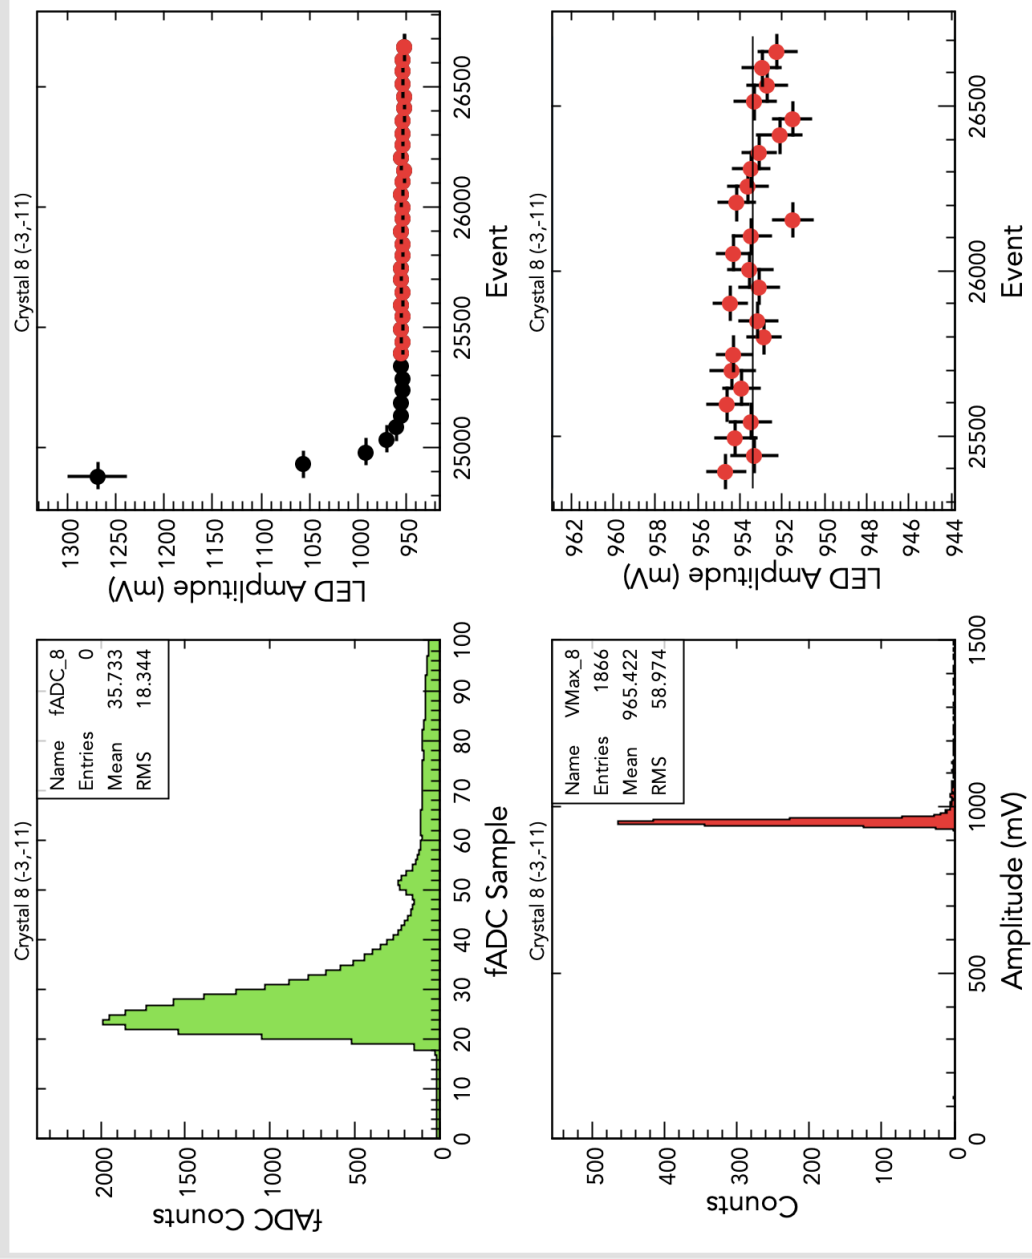 Crystal 8 (-3,-11)
Name fADC_8
Entries 0
Mean 35.733
RMS 18.344
fADC Counts
2000
1500
1000
500
0
0 10 20 30 40 50 60 70 80 90 100
fADC Sample
Crystal 8 (-3,-11)
LED Amplitude (mV)
1300
1250
1200
1150
1100
1050
1000
950
25000 25500 26000 26500
Event
Crystal 8 (-3,-11)
Name VMax_8
Entries 1866
Mean 965.422
RMS 58.974
Counts
500
400
300
200
100
0
0 500 1000 1500
Amplitude (mV)
Crystal 8 (-3,-11)
LED Amplitude (mV)
962
960
958
956
954
952
950
948
946
944
25500 26000 26500
Event